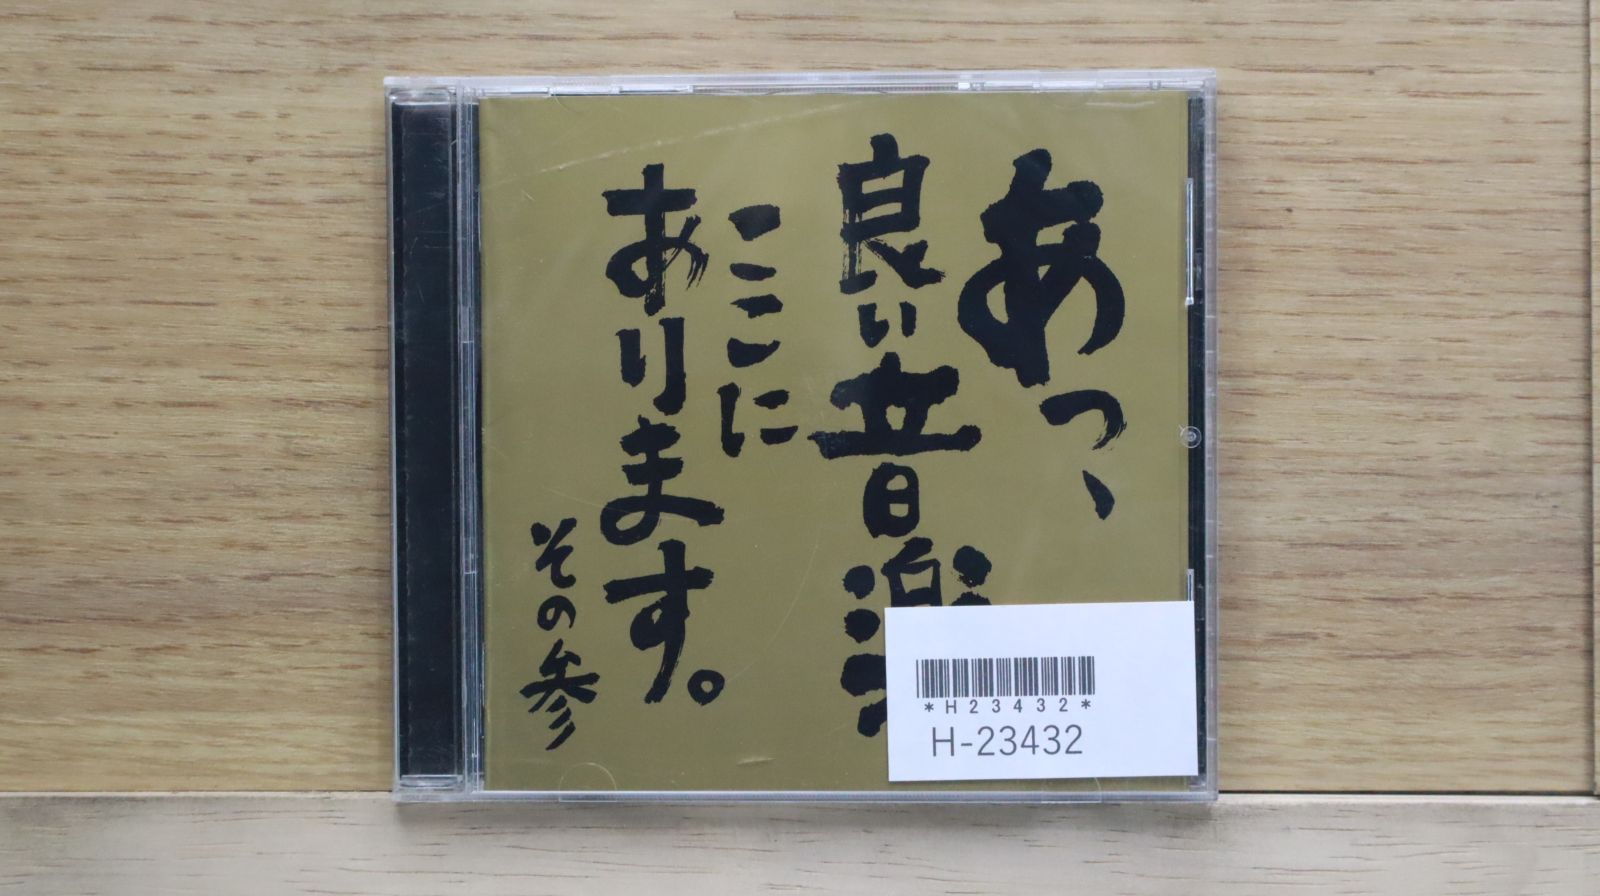 あっ、
良い音楽
ここに
あります。
その参
*H23432*
H-23432